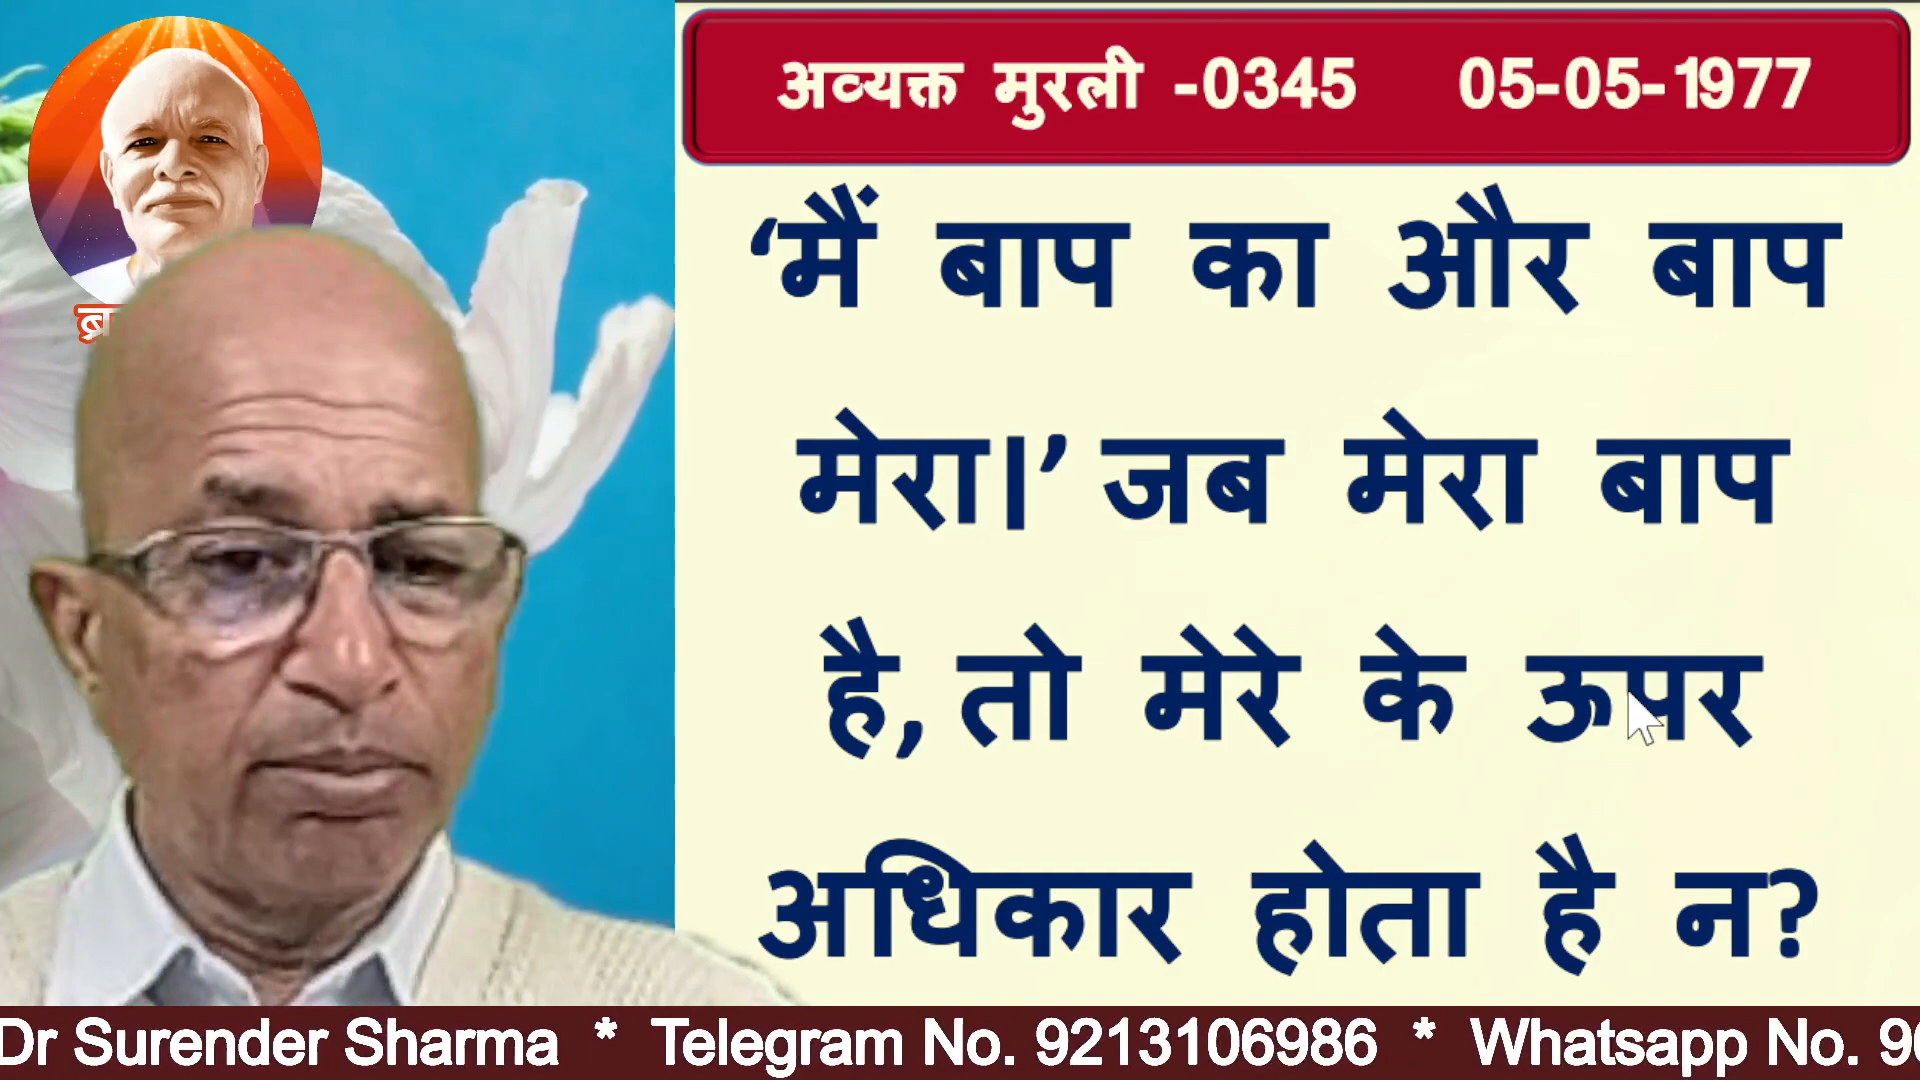 अव्यक्त मुरली -0345 05-05-1977
‘मैं बाप का और बाप
मेरा।’ जब मेरा बाप
है, तो मेरे के ऊपर
अधिकार होता है न?
Dr Surender Sharma * Telegram No. 9213106986 * Whatsapp No.